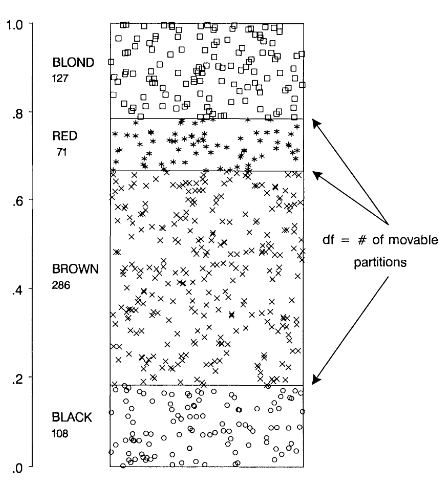 1.0
BLOND
127
.8
RED
71
.6
df = # of movable
partitions
BROWN
286
.4
.2
BLACK
108
.0